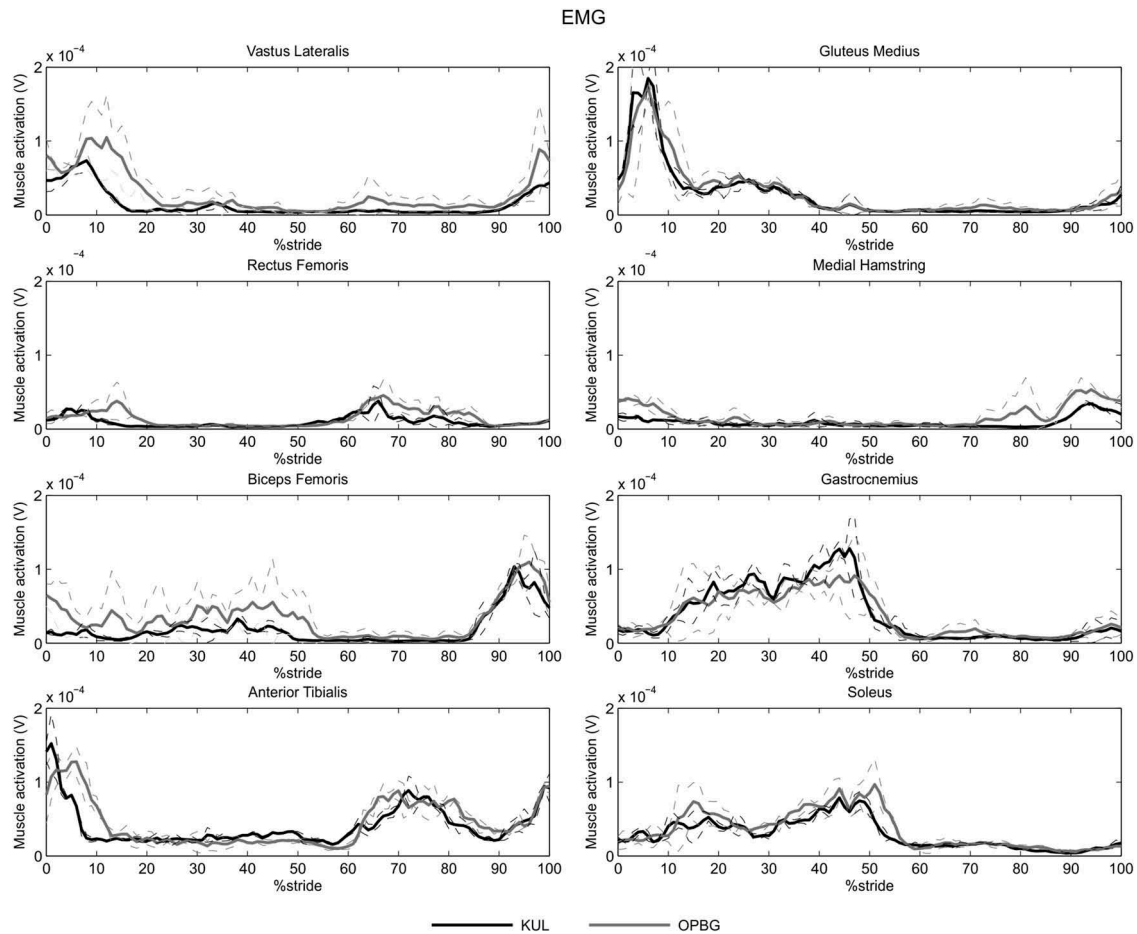 EMG
Vastus Lateralis
x 10⁻⁴
Muscle activation (V)
2
1
0
0 10 20 30 40 50 60 70 80 90 100
%stride
Gluteus Medius
x 10⁻⁴
Muscle activation (V)
2
1
0
0 10 20 30 40 50 60 70 80 90 100
%stride
Rectus Femoris
x 10⁻⁴
Muscle activation (V)
2
1
0
0 10 20 30 40 50 60 70 80 90 100
%stride
Medial Hamstring
x 10⁻⁴
Muscle activation (V)
2
1
0
0 10 20 30 40 50 60 70 80 90 100
%stride
Biceps Femoris
x 10⁻⁴
Muscle activation (V)
2
1
0
0 10 20 30 40 50 60 70 80 90 100
%stride
Gastrocnemius
x 10⁻⁴
Muscle activation (V)
2
1
0
0 10 20 30 40 50 60 70 80 90 100
%stride
Anterior Tibialis
x 10⁻⁴
Muscle activation (V)
2
1
0
0 10 20 30 40 50 60 70 80 90 100
%stride
Soleus
x 10⁻⁴
Muscle activation (V)
2
1
0
0 10 20 30 40 50 60 70 80 90 100
%stride
KUL OPBG